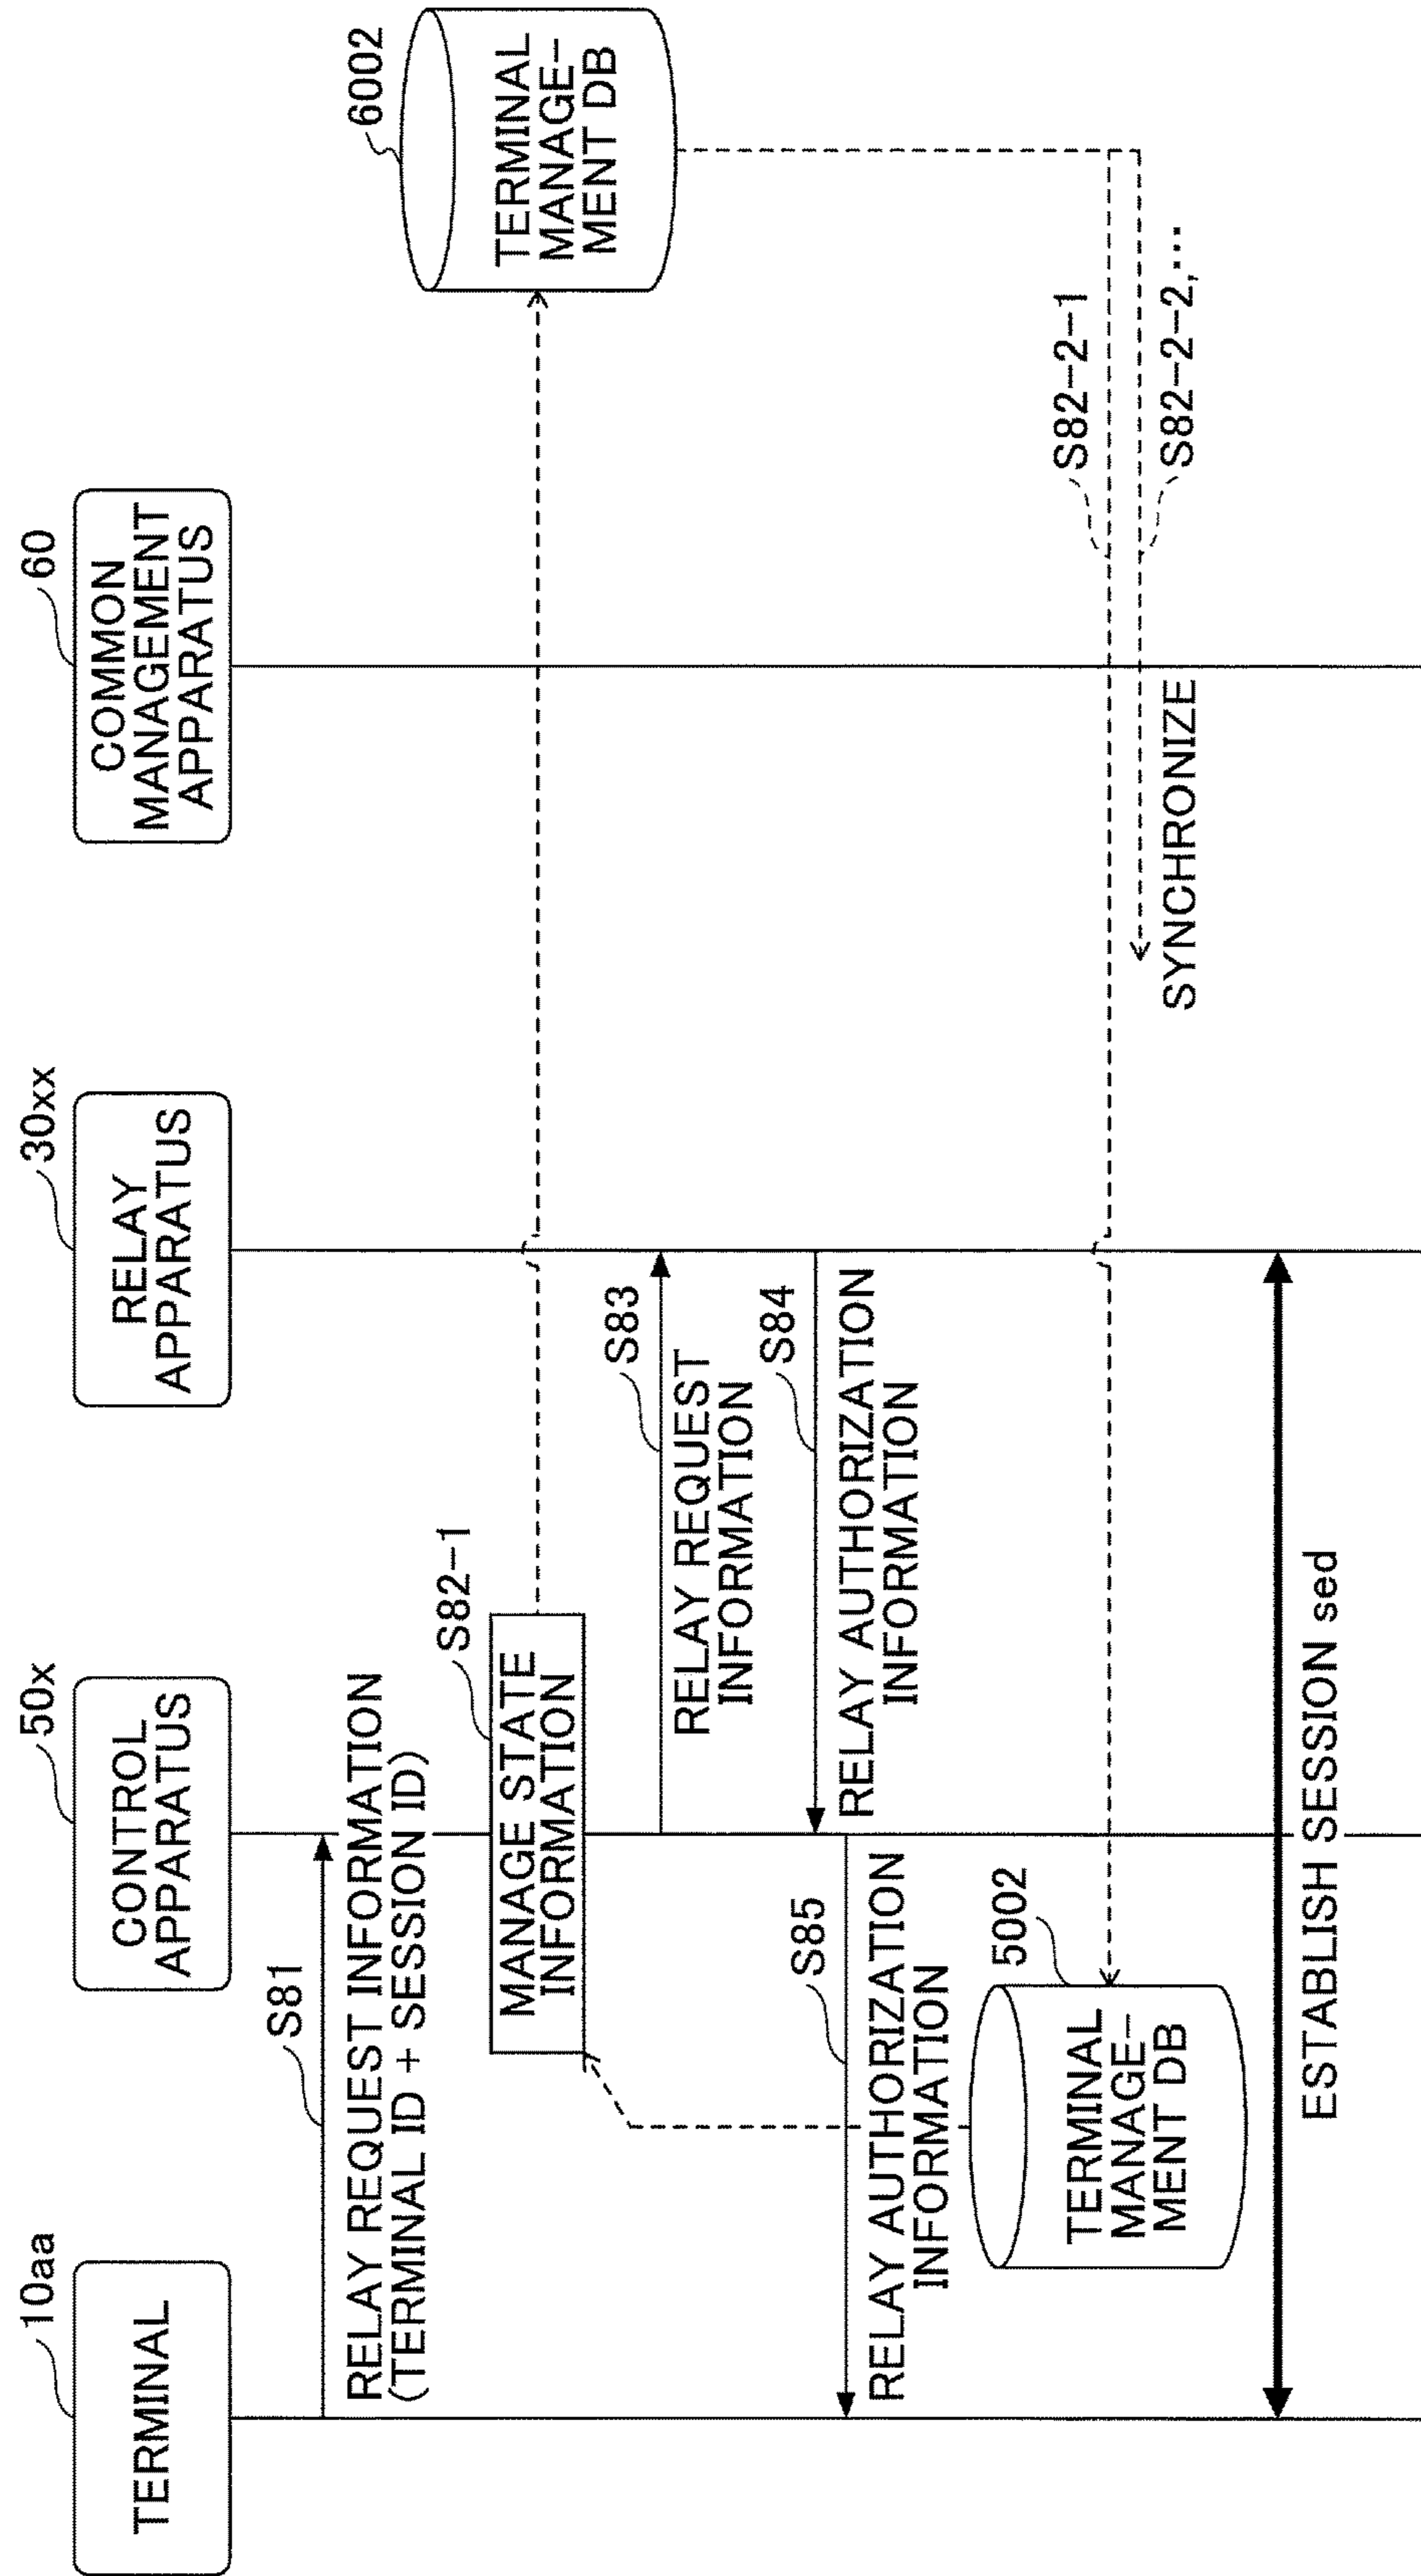 10aa
TERMINAL
50x
CONTROL
APPARATUS
30xx
RELAY
APPARATUS
60
COMMON
MANAGEMENT
APPARATUS
S81
RELAY REQUEST INFORMATION
(TERMINAL ID + SESSION ID)
6002
TERMINAL
MANAGE-
MENT DB
S82-1
MANAGE STATE
INFORMATION
S83
RELAY REQUEST
INFORMATION
S84
RELAY AUTHORIZATION
INFORMATION
S85
RELAY AUTHORIZATION
INFORMATION
5002
TERMINAL
MANAGE-
MENT DB
S82-2-1
S82-2-2,...
SYNCHRONIZE
ESTABLISH SESSION sed